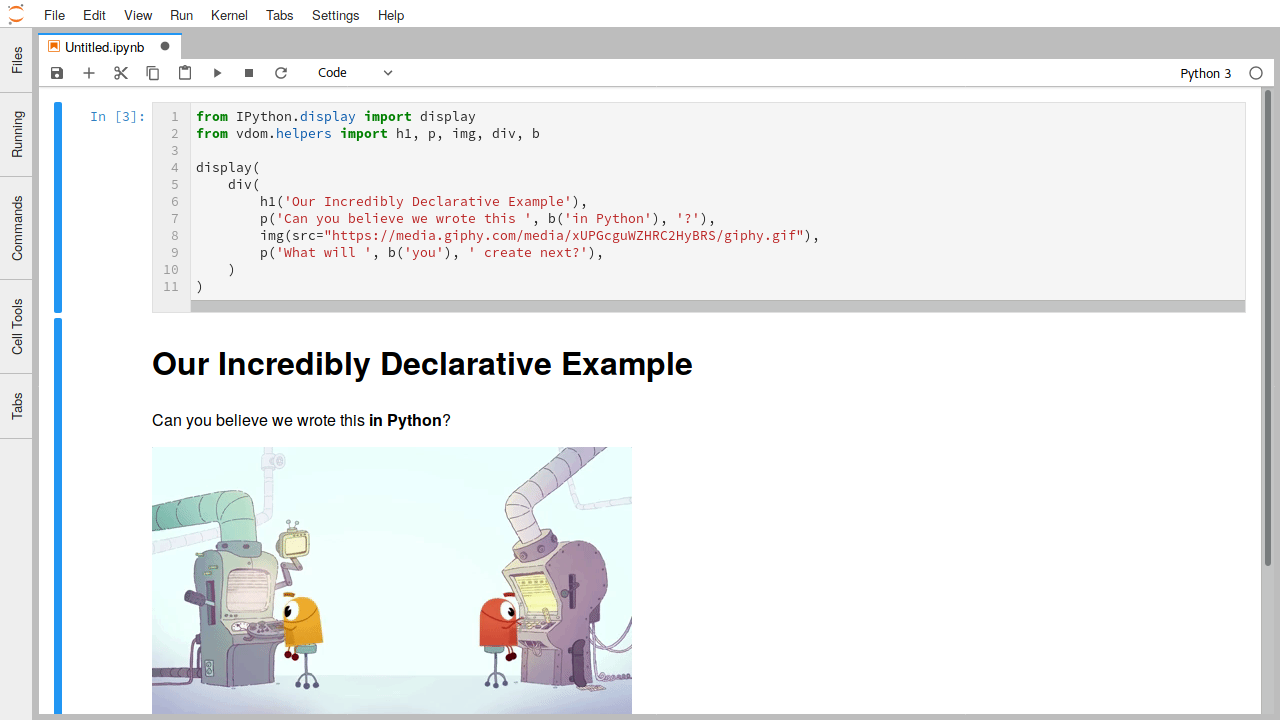 File Edit View Run Kernel Tabs Settings Help
Files
Running
Commands
Cell Tools
Tabs
Untitled.ipynb
Code
Python 3
In [3]:
1 from IPython.display import display
2 from vdom.helpers import h1, p, img, div, b
3
4 display(
5     div(
6         h1('Our Incredibly Declarative Example'),
7         p('Can you believe we wrote this ', b('in Python'), '?'),
8         img(src="https://media.giphy.com/media/xUPGcguWZHRC2HyBRS/giphy.gif"),
9         p('What will ', b('you'), ' create next?'),
10     )
11 )
Our Incredibly Declarative Example
Can you believe we wrote this in Python?